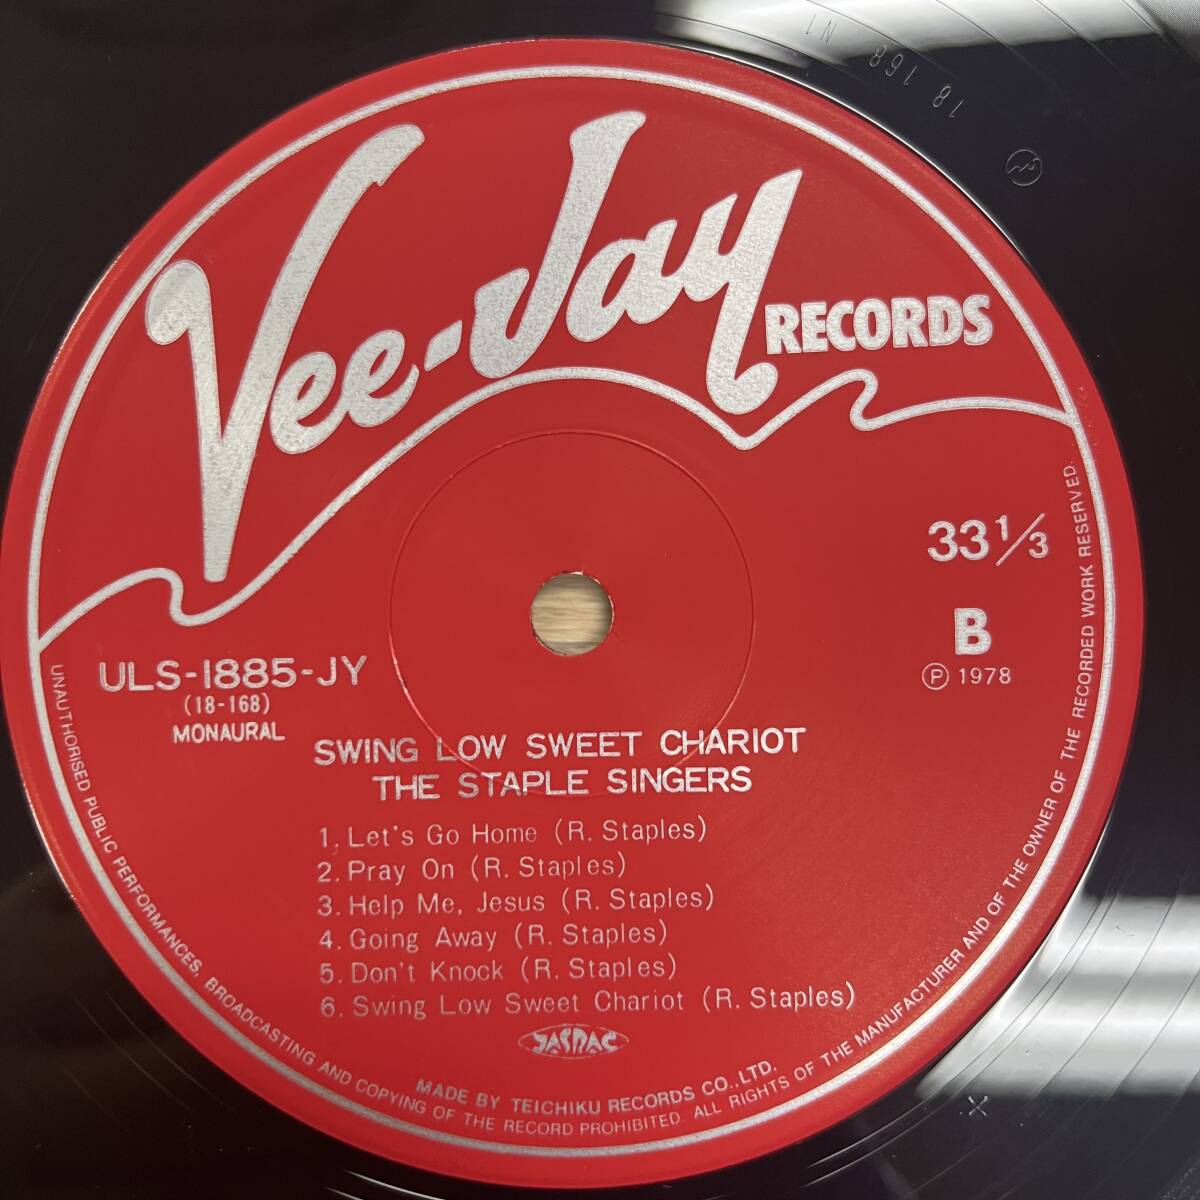 18 168 N1
Vee-Jay
RECORDS
33 1/3
B
Ⓟ 1978
ULS-1885-JY
(18-168)
MONAURAL
SWING LOW SWEET CHARIOT
THE STAPLE SINGERS
1. Let's Go Home (R. Staples)
2. Pray On (R. Staples)
3. Help Me, Jesus (R. Staples)
4. Going Away (R. Staples)
5. Don't Knock (R. Staples)
6. Swing Low Sweet Chariot (R. Staples)
JASRAC
MADE BY TEICHIKU RECORDS CO., LTD.
UNAUTHORISED PUBLIC PERFORMANCES, BROADCASTING AND COPYING OF THE RECORD PROHIBITED ALL RIGHTS OF THE MANUFACTURER AND OF THE OWNER OF THE RECORDED WORK RESERVED.